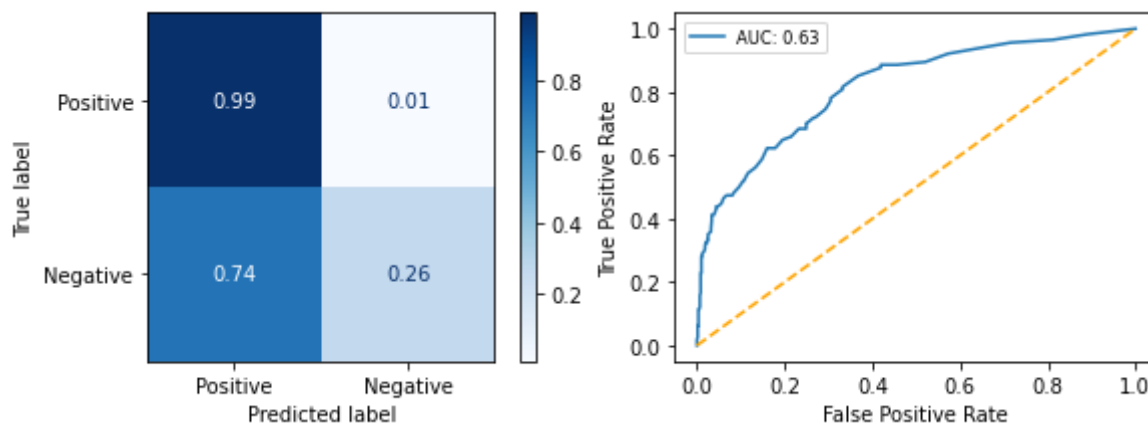 True label
Positive
Negative
0.99 0.01
0.74 0.26
Positive Negative
Predicted label
0.8
0.6
0.4
0.2
True Positive Rate
1.0
0.8
0.6
0.4
0.2
0.0
AUC: 0.63
0.0 0.2 0.4 0.6 0.8 1.0
False Positive Rate